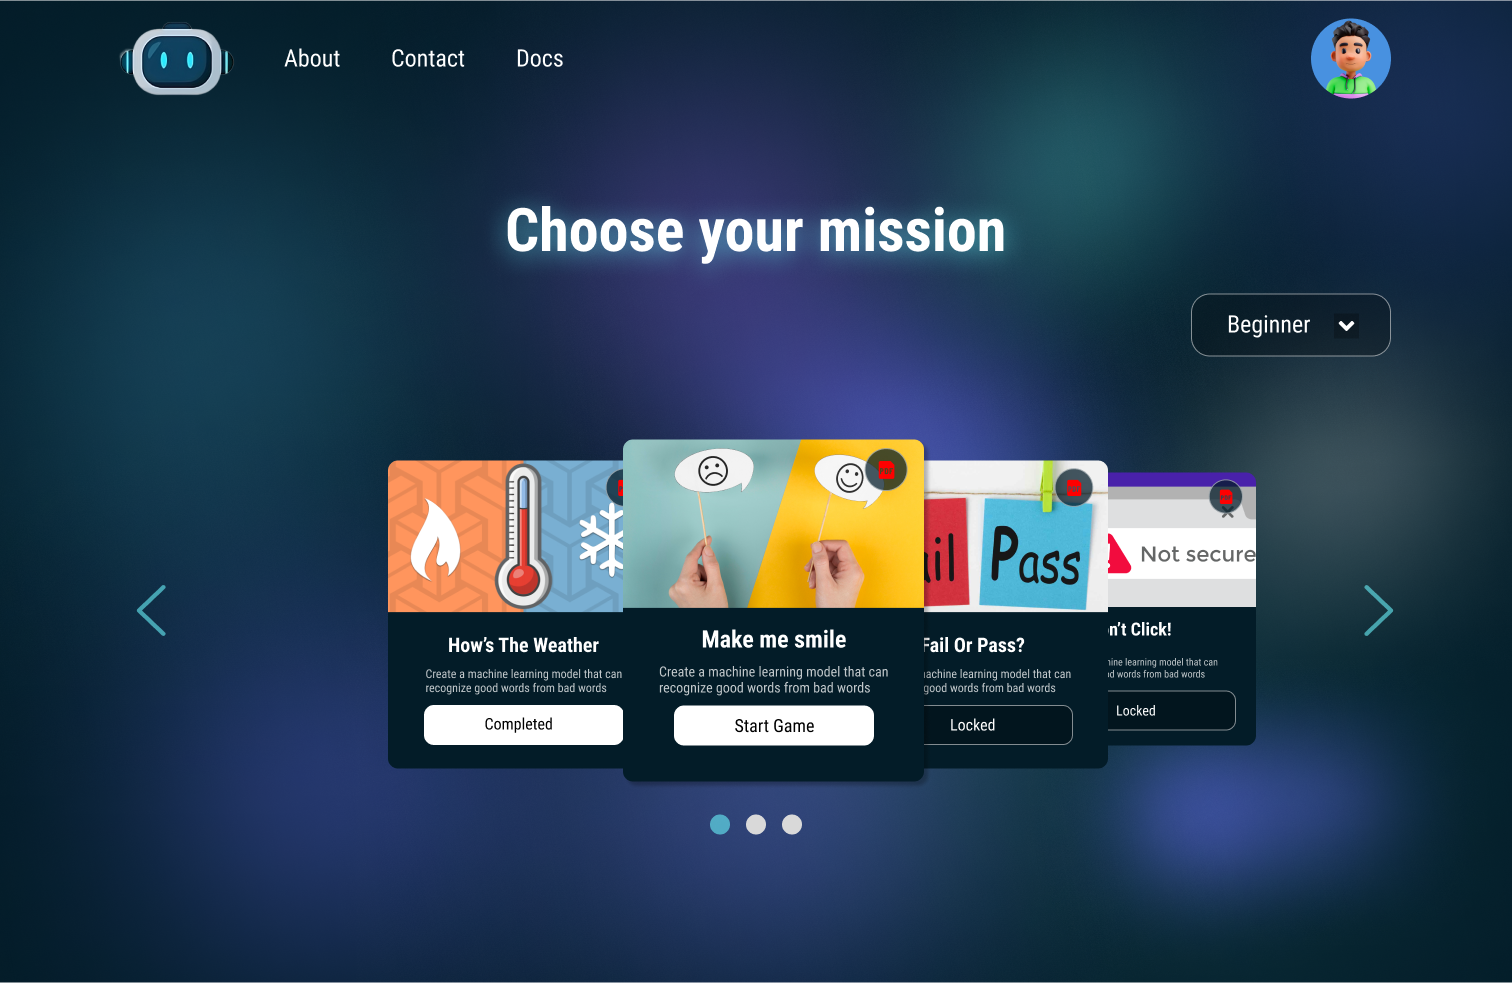 About
Contact
Docs
Choose your mission
Beginner
How's The Weather
Create a machine learning model that can
recognize good words from bad words
Completed
Make me smile
Create a machine learning model that can
recognize good words from bad words
Start Game
ail
Pass
Fail Or Pass?
machine learning model that can
good words from bad words
Locked
Not secure
n't Click!
ine learning model that can
d words from bad words
Locked